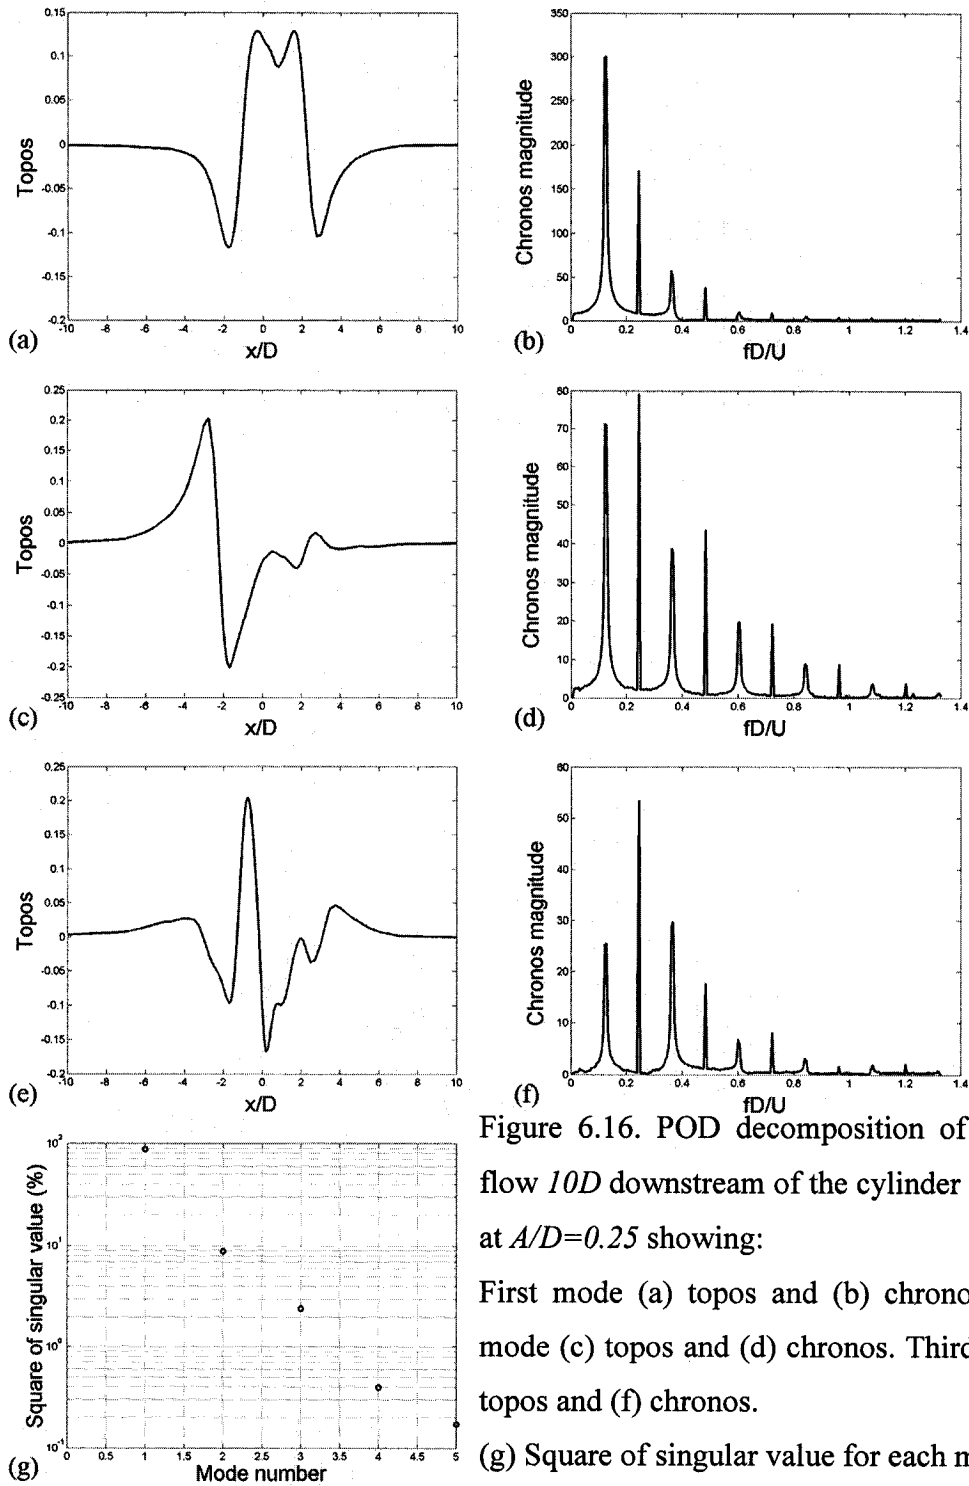 0.15
0.1
0.05
0
-0.05
-0.1
-0.15
-0.2
-10 -8 -6 -4 -2 0 2 4 6 8 10
Topos
x/D
(a)
350
300
250
200
150
100
50
0
0 0.2 0.4 0.6 0.8 1 1.2 1.4
Chronos magnitude
fD/U
(b)
0.25
0.2
0.15
0.1
0.05
0
-0.05
-0.1
-0.15
-0.2
-0.25
-10 -8 -6 -4 -2 0 2 4 6 8 10
Topos
x/D
(c)
80
70
60
50
40
30
20
10
0
0 0.2 0.4 0.6 0.8 1 1.2 1.4
Chronos magnitude
fD/U
(d)
0.25
0.2
0.15
0.1
0.05
0
-0.05
-0.1
-0.15
-0.2
-10 -8 -6 -4 -2 0 2 4 6 8 10
Topos
x/D
(e)
60
50
40
30
20
10
0
0 0.2 0.4 0.6 0.8 1 1.2 1.4
Chronos magnitude
fD/U
(f)
10²
10¹
10⁰
10⁻¹
0 0.5 1 1.5 2 2.5 3 3.5 4 4.5 5
Square of singular value (%)
Mode number
(g)
Figure 6.16. POD decomposition of
flow 10D downstream of the cylinder
at A/D=0.25 showing:
First mode (a) topos and (b) chrono
mode (c) topos and (d) chronos. Third
topos and (f) chronos.
(g) Square of singular value for each m